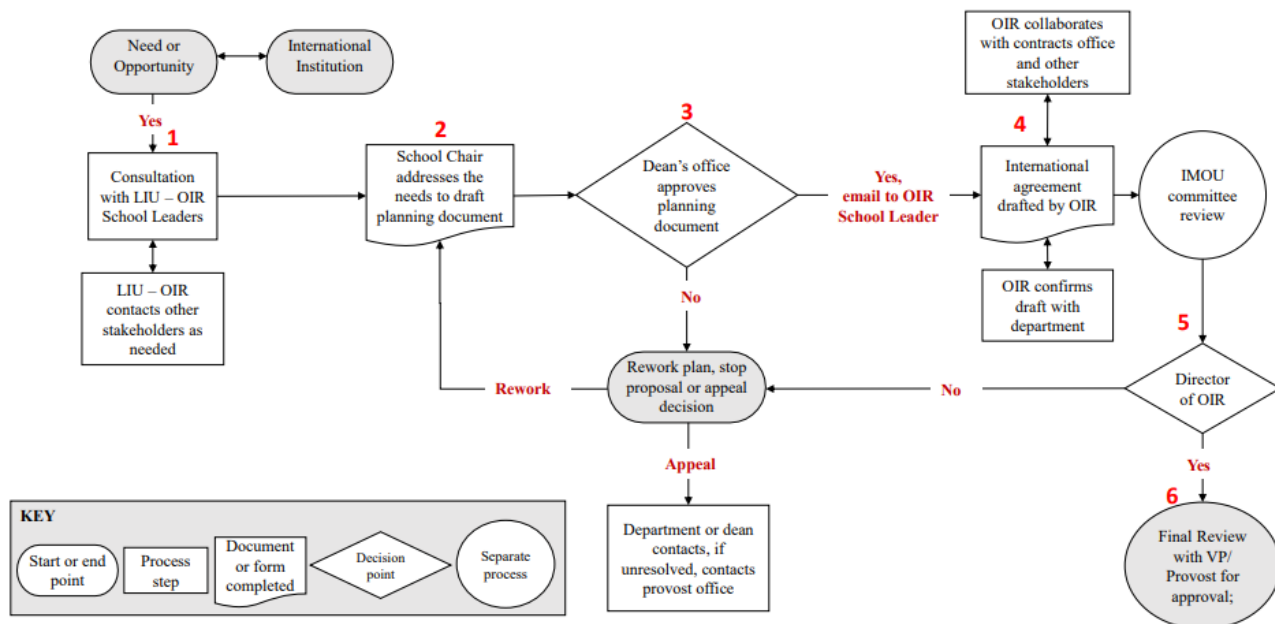 Need or
Opportunity
International
Institution
Yes
1
Consultation
with LIU – OIR
School Leaders
LIU – OIR
contacts other
stakeholders as
needed
2
School Chair
addresses the
needs to draft
planning document
3
Dean's office
approves
planning
document
Yes,
email to OIR
School Leader
OIR collaborates
with contracts office
and other
stakeholders
4
International
agreement
drafted by OIR
OIR confirms
draft with
department
IMOU
committee
review
5
Director
of OIR
No
No
Rework plan, stop
proposal or appeal
decision
Rework
Appeal
Department or dean
contacts, if
unresolved, contacts
provost office
Yes
6
Final Review
with VP/
Provost for
approval;
KEY
Start or end
point
Process
step
Document
or form
completed
Decision
point
Separate
process